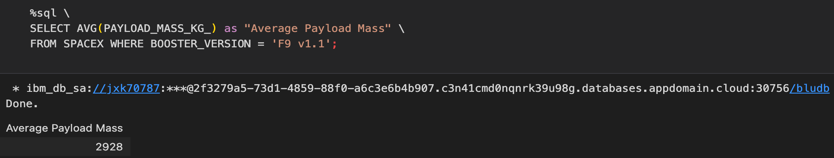 %sql \
SELECT AVG(PAYLOAD_MASS_KG_) as "Average Payload Mass" \
FROM SPACEX WHERE BOOSTER_VERSION = 'F9 v1.1';
* ibm_db_sa://jxk70787:***@2f3279a5-73d1-4859-88f0-a6c3e6b4b907.c3n41cmd0nqnrk39u98g.databases.appdomain.cloud:30756/bludb
Done.
Average Payload Mass
2928